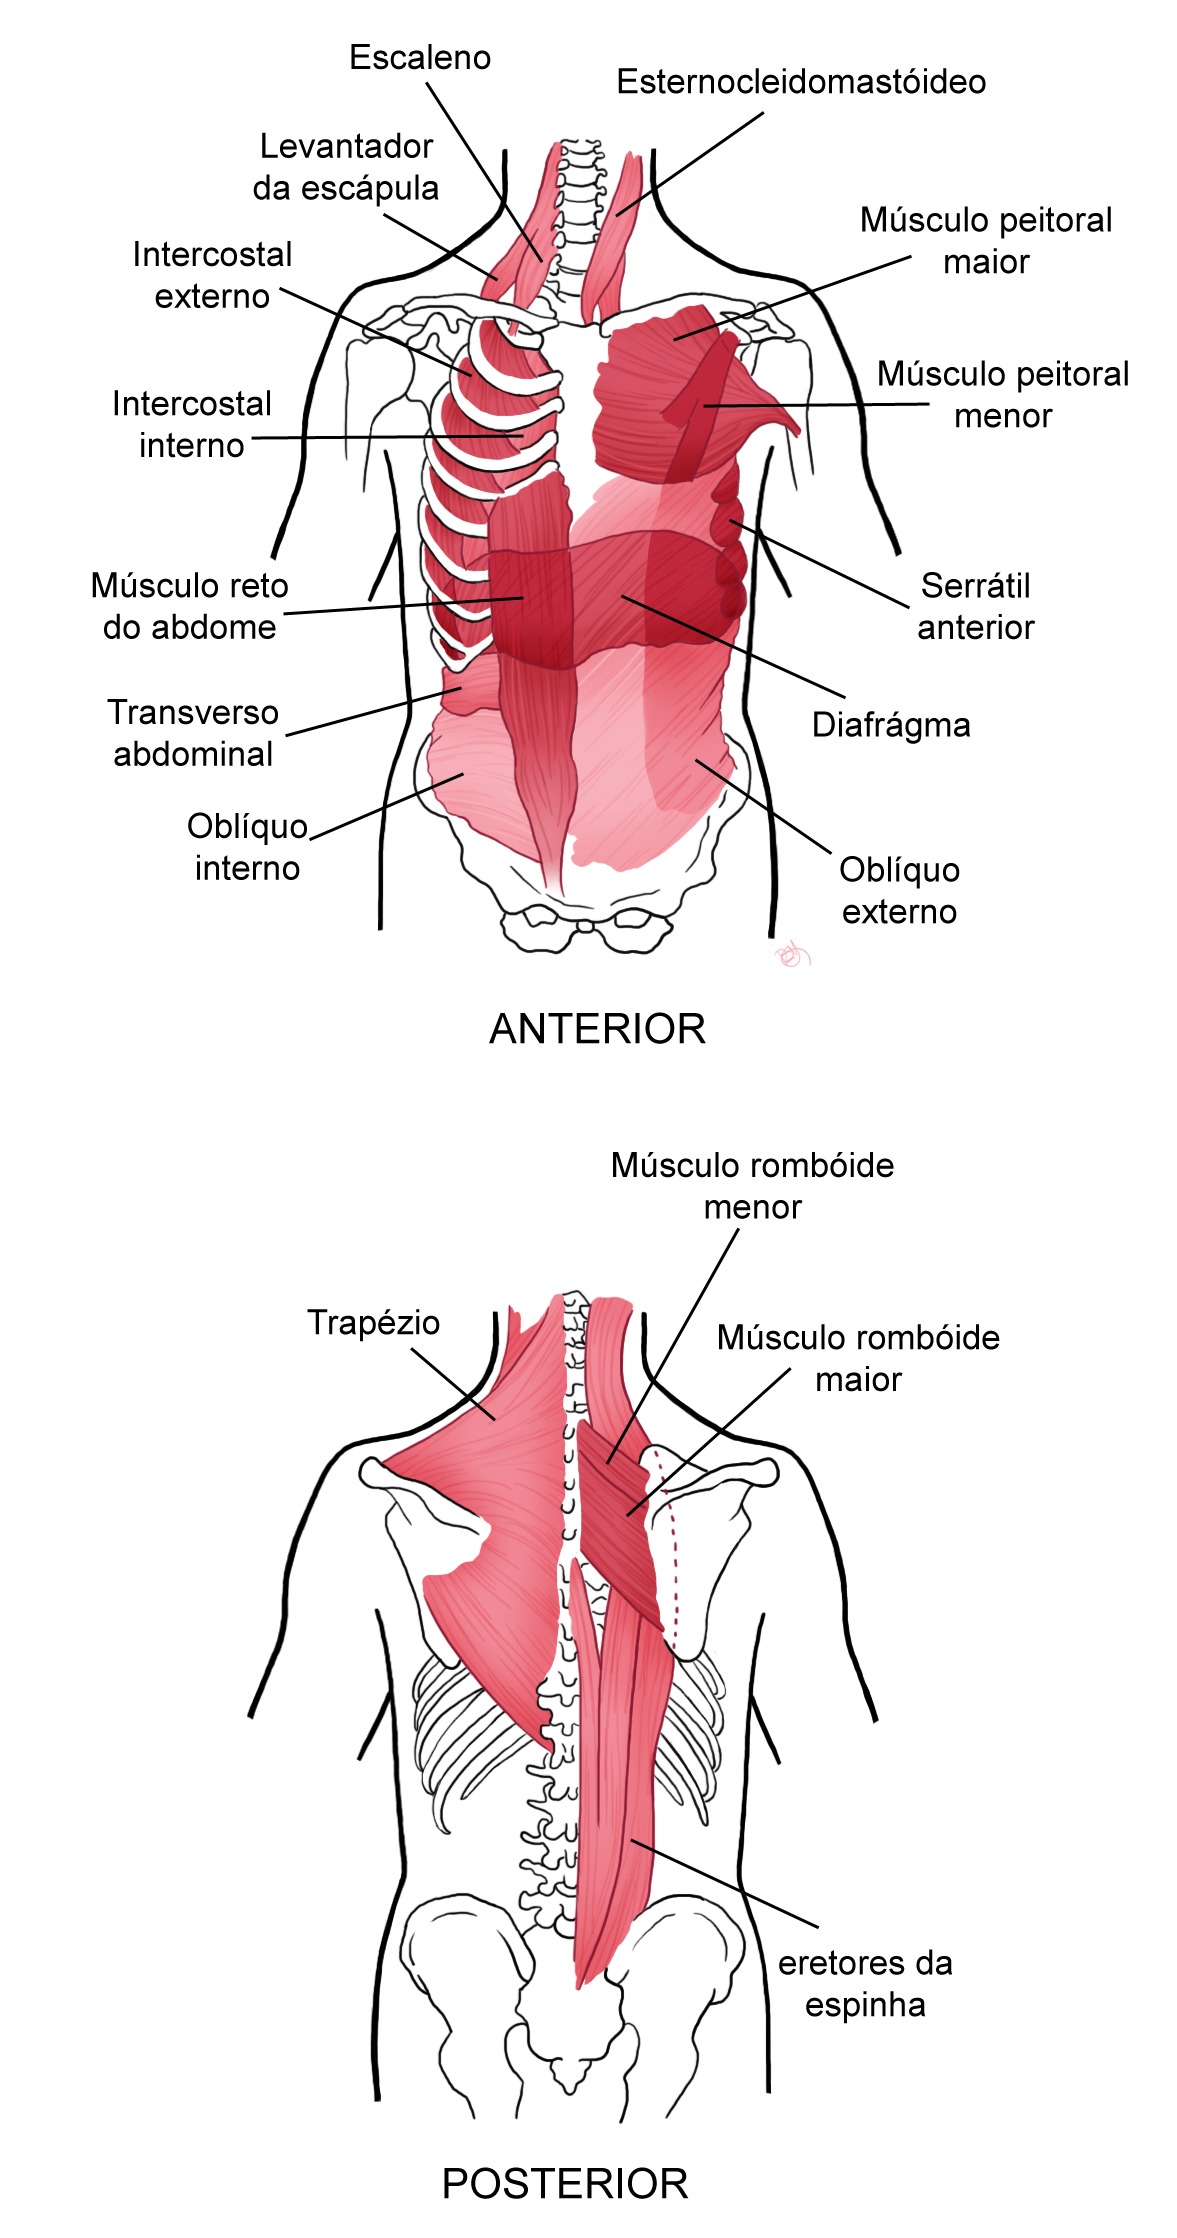 Escaleno
Esternocleidomastóideo
Levantador
da escápula
Músculo peitoral
maior
Intercostal
externo
Músculo peitoral
menor
Intercostal
interno
Músculo reto
do abdome
Serrátil
anterior
Transverso
abdominal
Diafrágma
Oblíquo
interno
Oblíquo
externo
ANTERIOR
Músculo rombóide
menor
Trapézio
Músculo rombóide
maior
eretores da
espinha
POSTERIOR